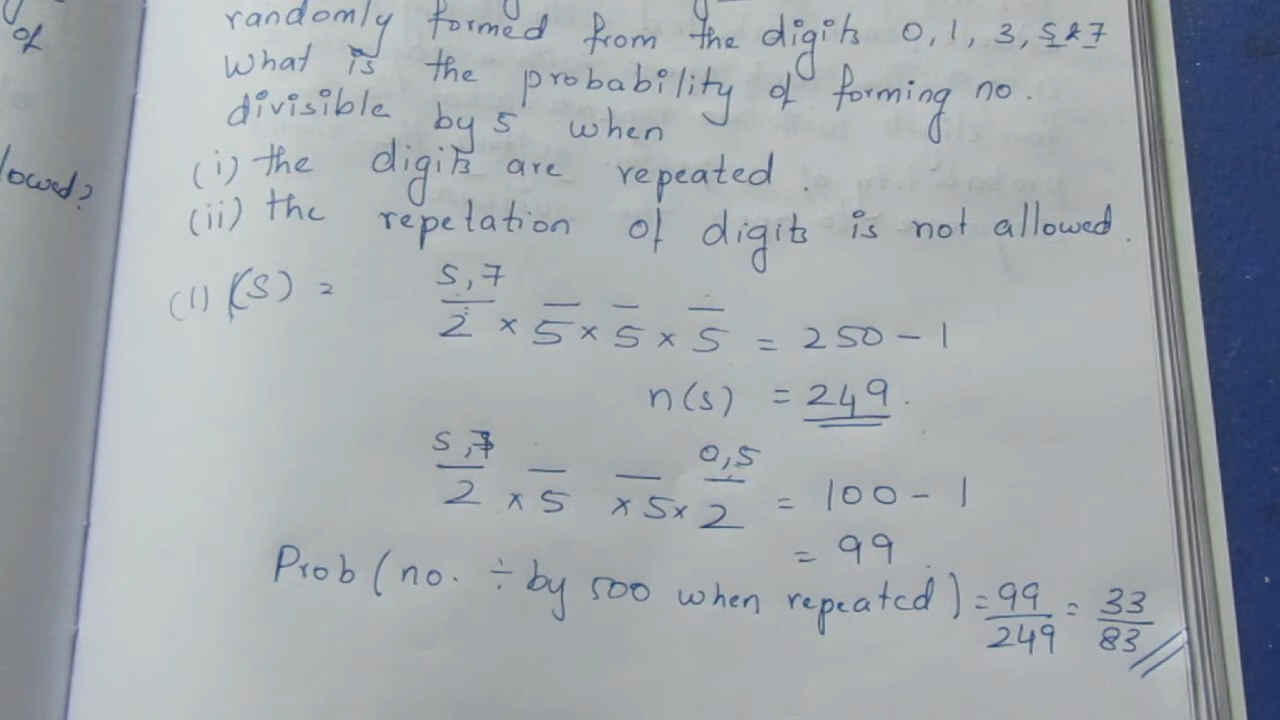 of
lowed?
randomly formed from the digits 0, 1, 3, 5 & 7
What is the probability of forming no.
divisible by 5 when
(i) the digits are repeated.
(ii) the repetation of digits is not allowed.
(1) (S) = 5,7
2 × 5 × 5 × 5 = 250 - 1
n(s) = 249.
5,7 0,5
2 × 5 × 5 × 2 = 100 - 1
= 99
Prob (no. ÷ by 500 when repeated) = 99/249 = 33/83